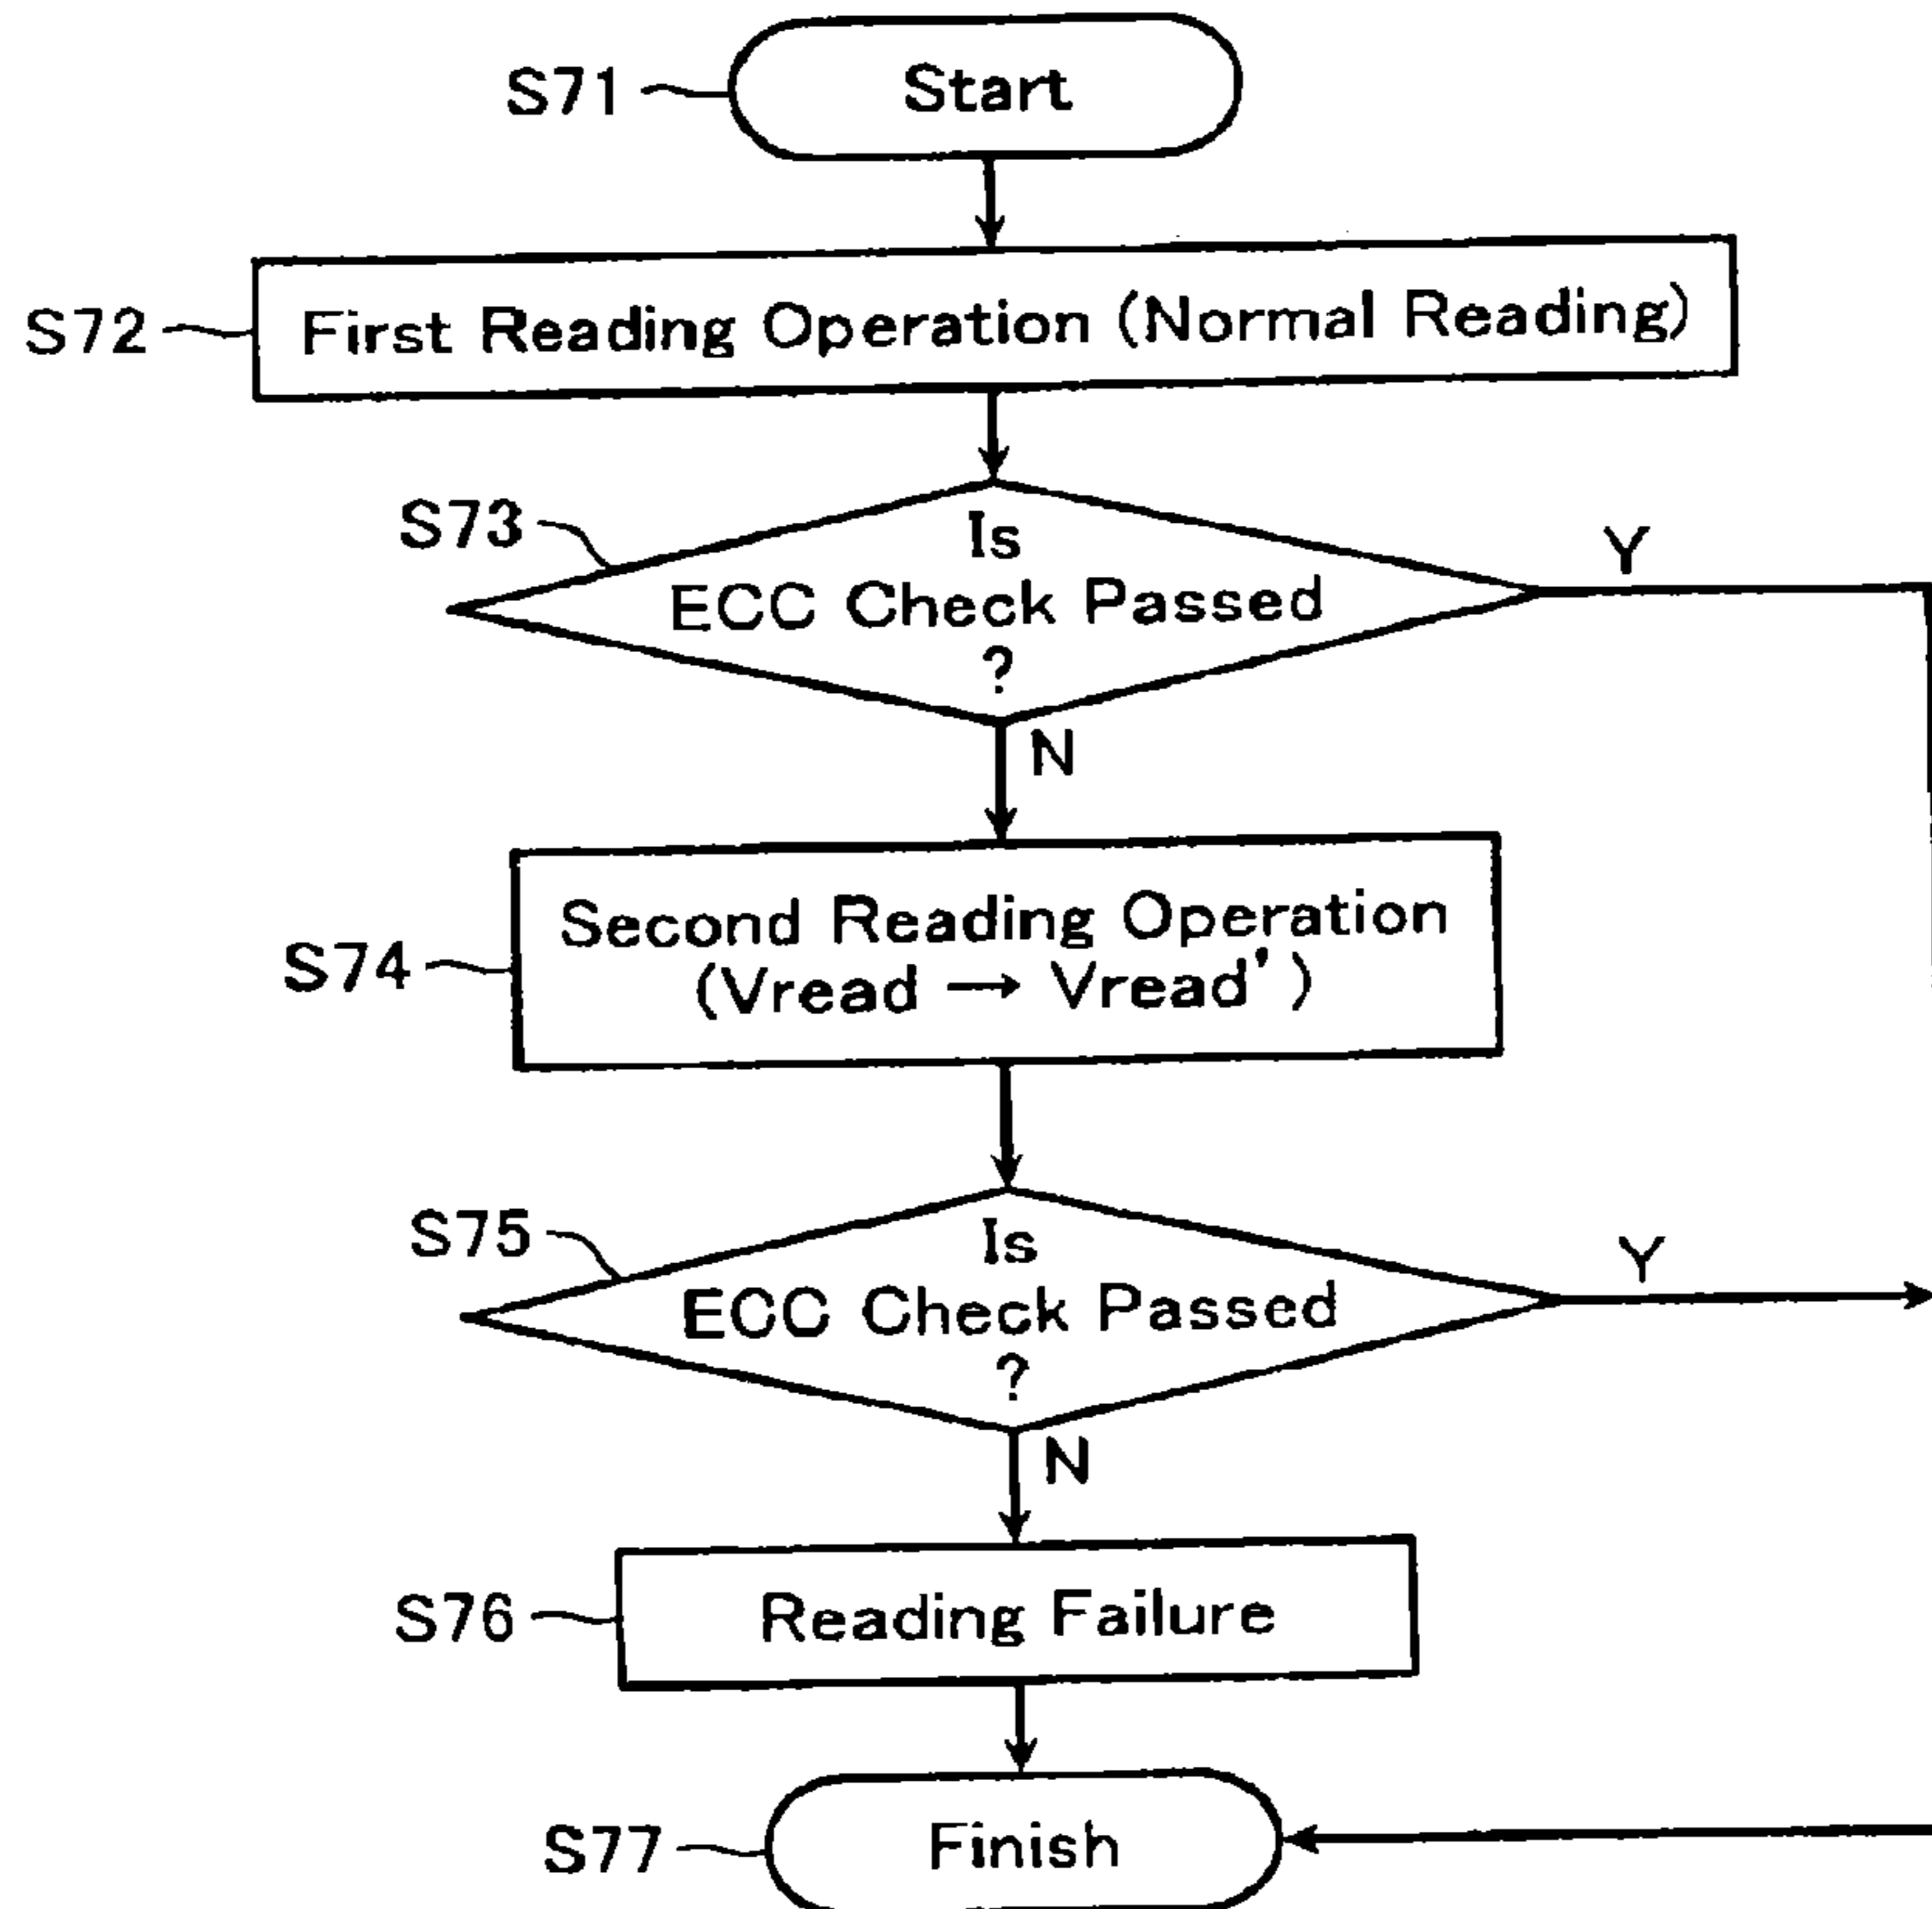 S71
Start
S72
First Reading Operation (Normal Reading)
S73
Is
ECC Check Passed
?
Y
N
S74
Second Reading Operation
(Vread → Vread')
S75
Is
ECC Check Passed
?
Y
N
S76
Reading Failure
S77
Finish